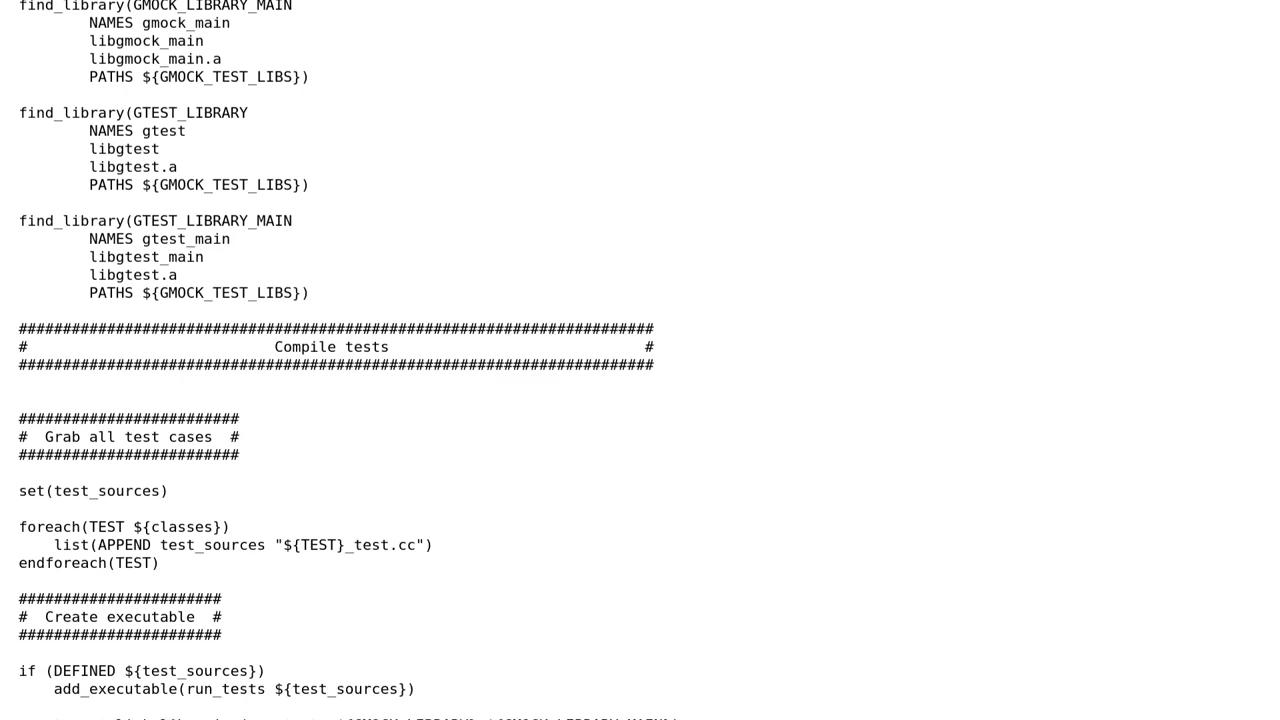 find_library(GMOCK_LIBRARY_MAIN
        NAMES gmock_main
        libgmock_main
        libgmock_main.a
        PATHS ${GMOCK_TEST_LIBS})

find_library(GTEST_LIBRARY
        NAMES gtest
        libgtest
        libgtest.a
        PATHS ${GMOCK_TEST_LIBS})

find_library(GTEST_LIBRARY_MAIN
        NAMES gtest_main
        libgtest_main
        libgtest.a
        PATHS ${GMOCK_TEST_LIBS})

########################################################################
#                            Compile tests                             #
########################################################################


#########################
#  Grab all test cases  #
#########################

set(test_sources)

foreach(TEST ${classes})
    list(APPEND test_sources "${TEST}_test.cc")
endforeach(TEST)

#######################
#  Create executable  #
#######################

if (DEFINED ${test_sources})
    add_executable(run_tests ${test_sources})